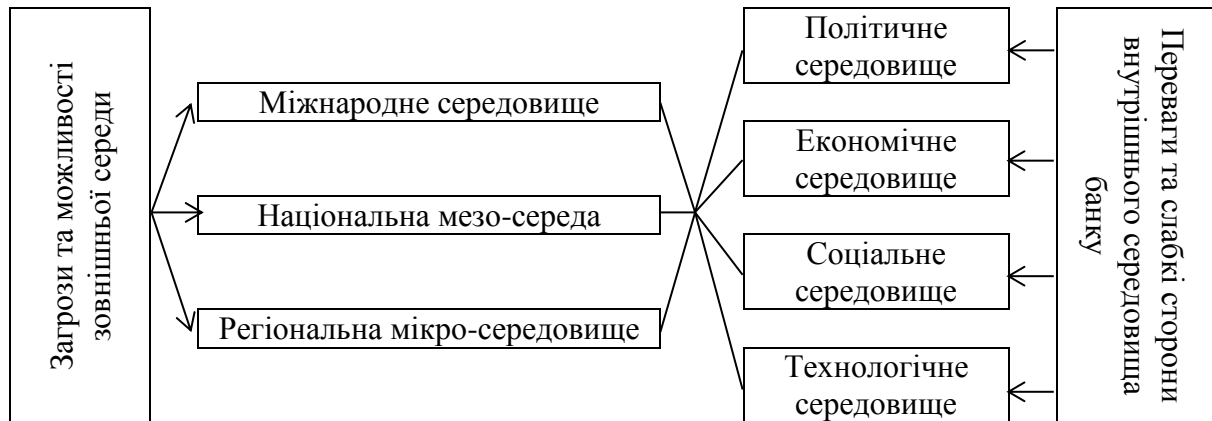 Загрози та можливості
зовнішньої середи
Міжнародне середовище
Національна мезо-середа
Регіональна мікро-середовище
Політичне
середовище
Економічне
середовище
Соціальне
середовище
Технологічне
середовище
Переваги та слабкі сторони
внутрішнього середовища
банку